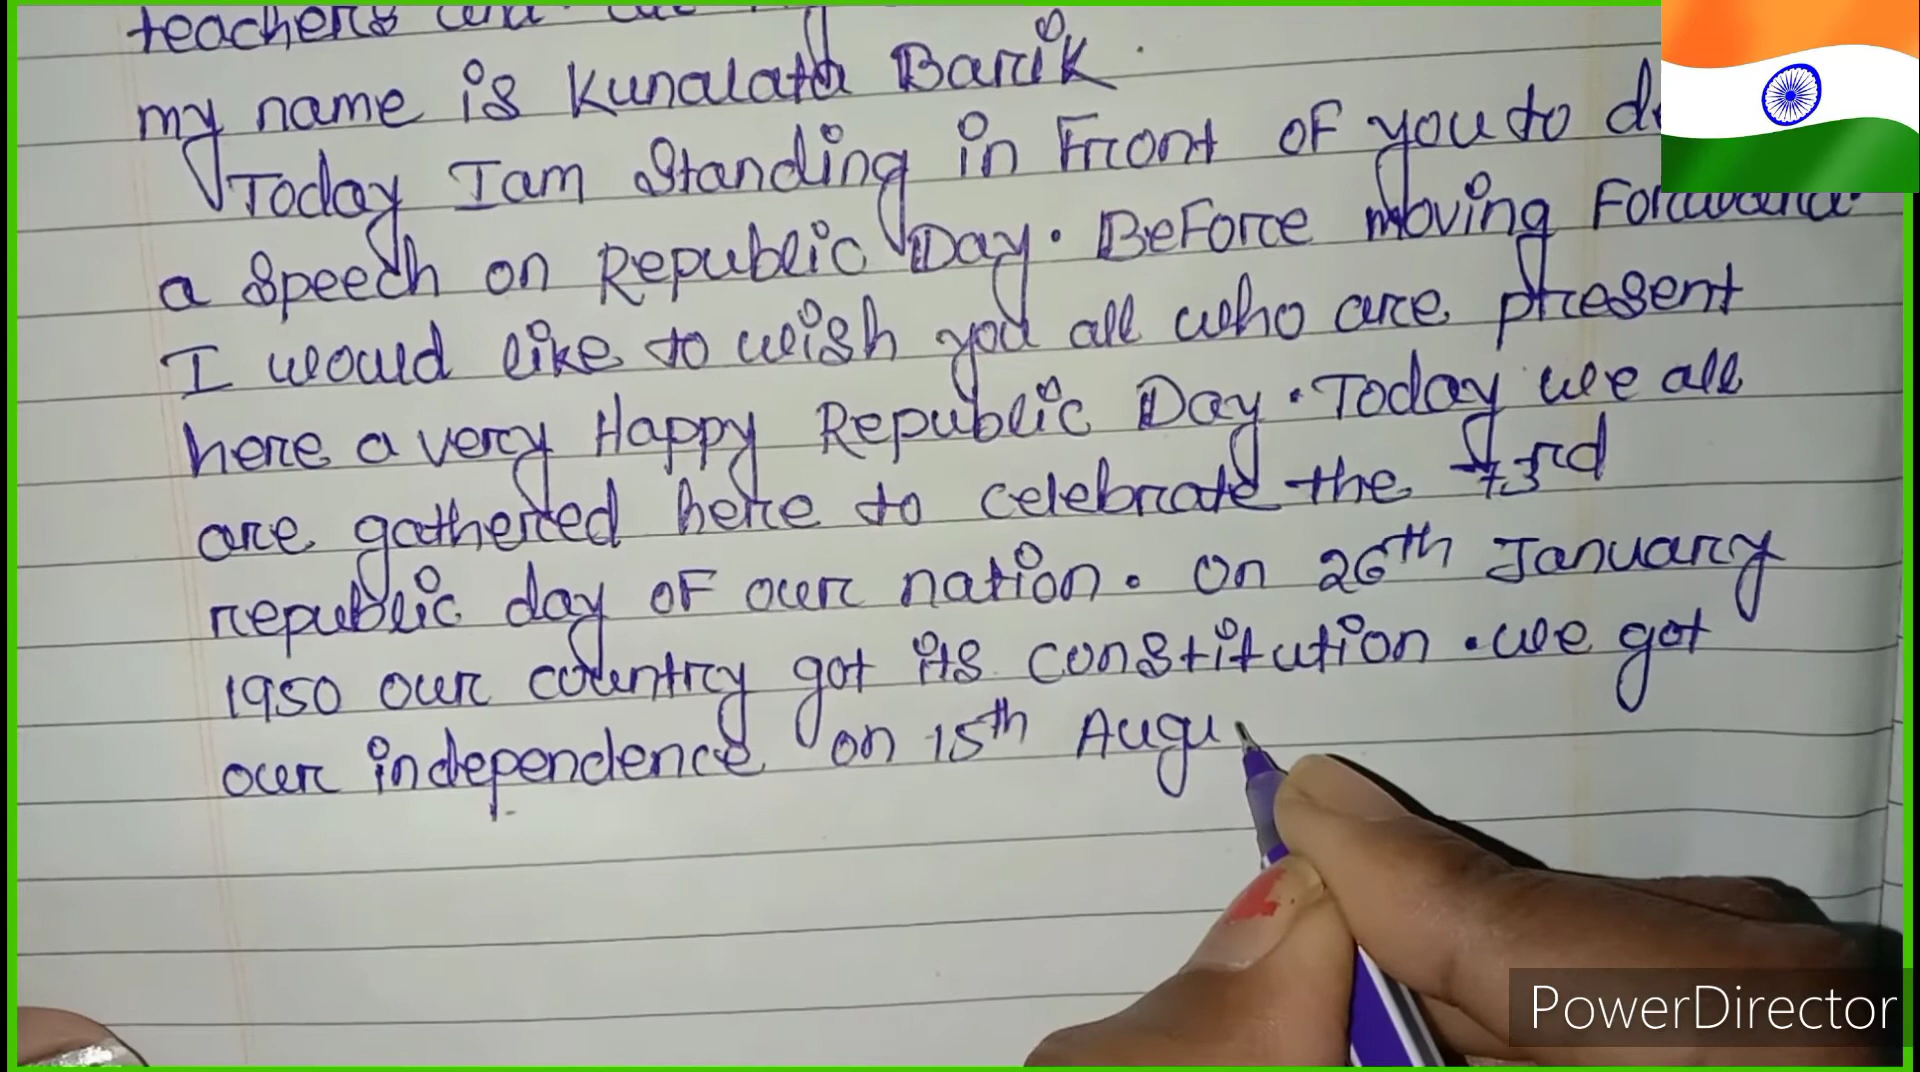 teachers and
my name is Kunalata Barik .
Today I am Standing in Front of you to
a Speech on Republic Day. Before moving Forward
I would like to wish you all who are present
here a very Happy Republic Day. Today we all
are gathered here to celebrate the 73rd
republic day of our nation. on 26th January
1950 our country got its constitution. we got
our independence on 15th Augu
PowerDirector